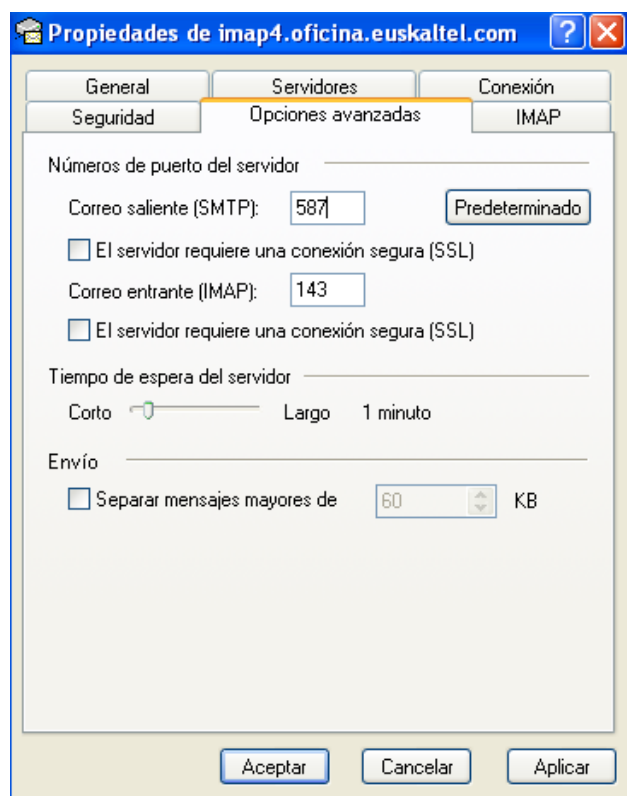 Propiedades de imap4.oficina.euskaltel.com
General Servidores Conexión
Seguridad Opciones avanzadas IMAP
Números de puerto del servidor
Correo saliente (SMTP): 587 Predeterminado
El servidor requiere una conexión segura (SSL)
Correo entrante (IMAP): 143
El servidor requiere una conexión segura (SSL)
Tiempo de espera del servidor
Corto Largo 1 minuto
Envío
Separar mensajes mayores de 60 KB
Aceptar Cancelar Aplicar